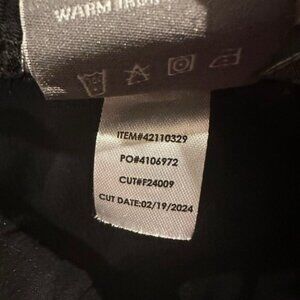 WARM IRON
ITEM#42110329
PO#4106972
CUT#F24009
CUT DATE:02/19/2024